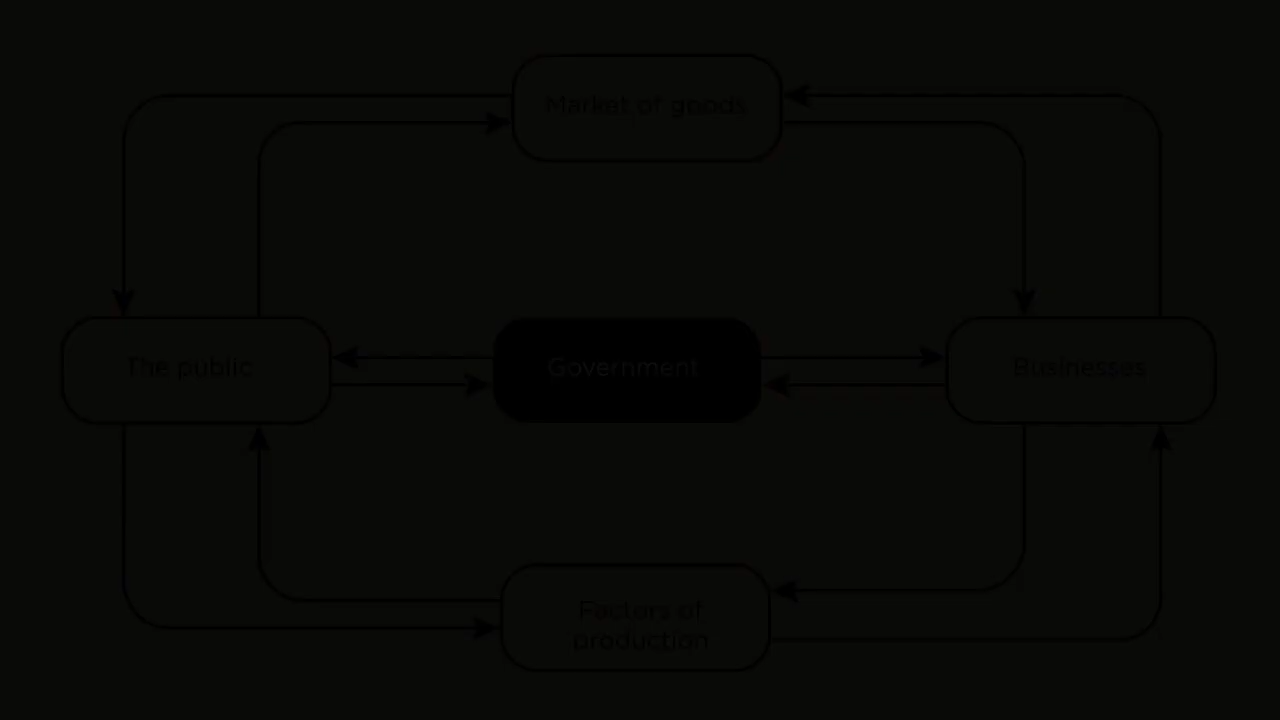 Market of goods
The public
Government
Businesses
Factors of
production